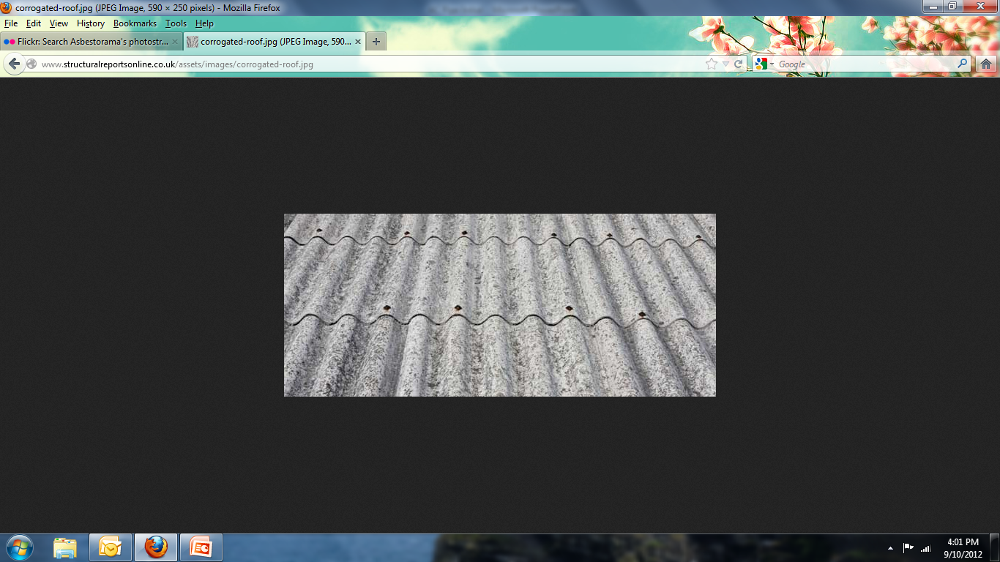 corrogated-roof.jpg (JPEG Image, 590 × 250 pixels) - Mozilla Firefox
File Edit View History Bookmarks Tools Help
Flickr: Search Asbestorama's photostr... corrogated-roof.jpg (JPEG Image, 590...
www.structuralreportsonline.co.uk/assets/images/corrogated-roof.jpg Google
4:01 PM
9/10/2012